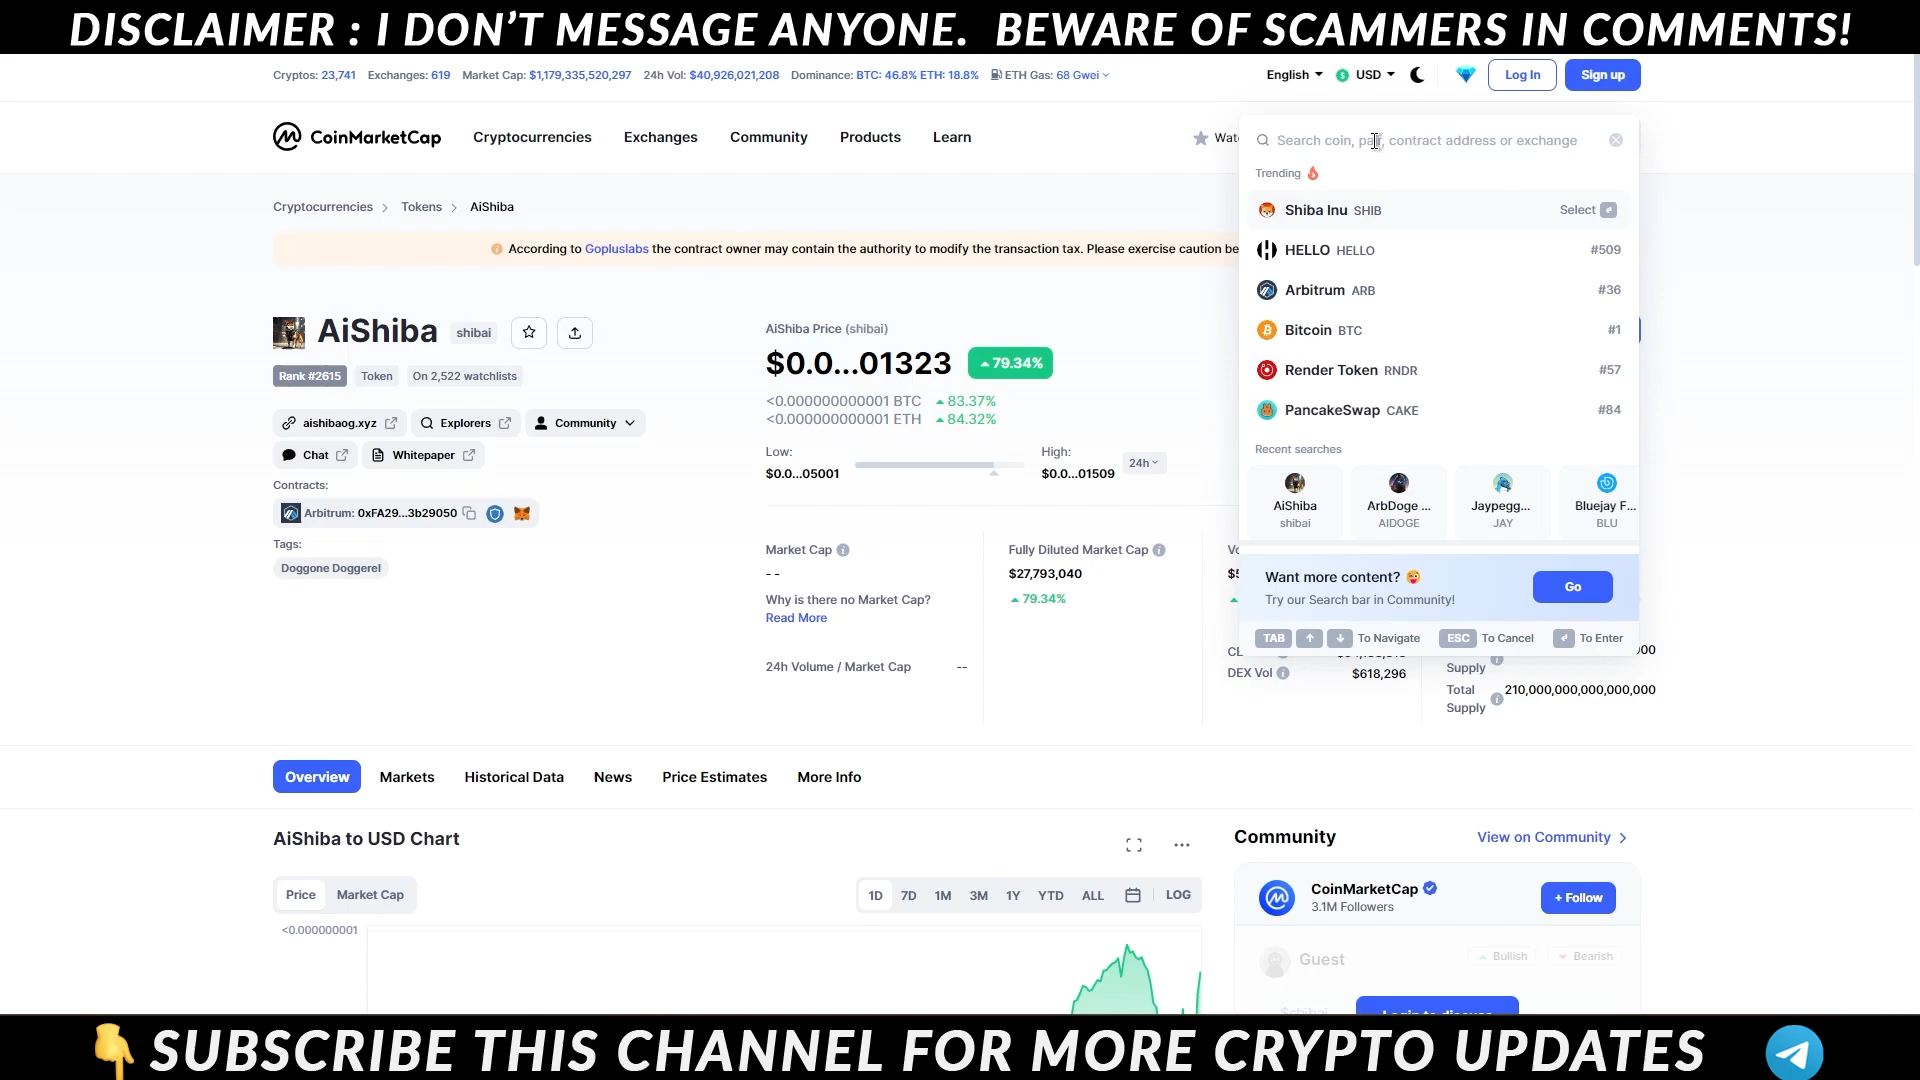 DISCLAIMER : I DON'T MESSAGE ANYONE. BEWARE OF SCAMMERS IN COMMENTS!
Cryptos: 23,741 Exchanges: 619 Market Cap: $1,179,335,520,297 24h Vol: $40,926,021,208 Dominance: BTC: 46.8% ETH: 18.8% ETH Gas: 68 Gwei
English USD Log In Sign up
CoinMarketCap Cryptocurrencies Exchanges Community Products Learn
Search coin, pair, contract address or exchange
Trending
Shiba Inu SHIB Select
HELLO HELLO #509
Arbitrum ARB #36
Bitcoin BTC #1
Render Token RNDR #57
PancakeSwap CAKE #84
Recent searches
AiShiba
shibai
ArbDoge ...
AIDOGE
Jaypegg...
JAY
Bluejay F...
BLU
Want more content?
Try our Search bar in Community!
Go
TAB To Navigate ESC To Cancel To Enter
Cryptocurrencies > Tokens > AiShiba
According to Gopluslabs the contract owner may contain the authority to modify the transaction tax. Please exercise caution be
AiShiba shibai
Rank #2615 Token On 2,522 watchlists
aishibaog.xyz Explorers Community
Chat Whitepaper
Contracts:
Arbitrum: 0xFA29...3b29050
Tags:
Doggone Doggerel
AiShiba Price (shibai)
$0.0...01323 79.34%
<0.000000000001 BTC 83.37%
<0.000000000001 ETH 84.32%
Low:
$0.0...05001
High:
$0.0...01509
24h
Market Cap
- -
Why is there no Market Cap?
Read More
24h Volume / Market Cap --
Fully Diluted Market Cap
$27,793,040
79.34%
DEX Vol $618,296
Supply
Total
Supply
210,000,000,000,000,000
Overview Markets Historical Data News Price Estimates More Info
AiShiba to USD Chart
Price Market Cap
1D 7D 1M 3M 1Y YTD ALL LOG
<0.000000001
Community View on Community >
CoinMarketCap
3.1M Followers
+ Follow
Guest Bullish Bearish
$shibai
SUBSCRIBE THIS CHANNEL FOR MORE CRYPTO UPDATES